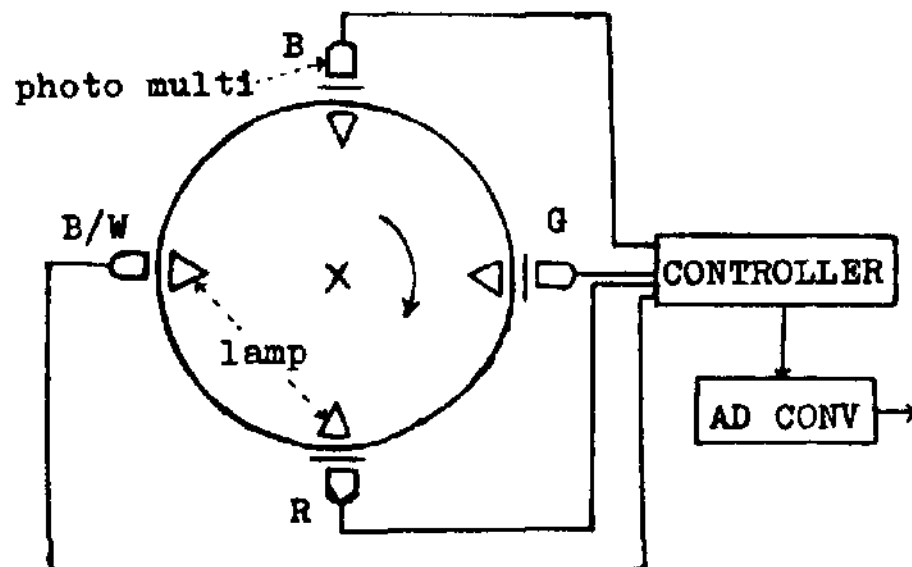 B
photo multi
B/W
G
CONTROLLER
lamp
AD CONV
R